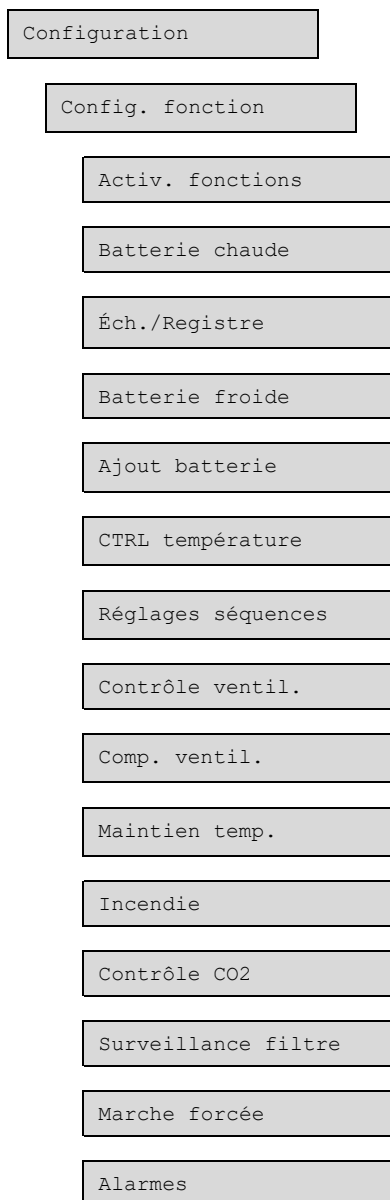 Configuration
Config. fonction
Activ. fonctions
Batterie chaude
Éch./Registre
Batterie froide
Ajout batterie
CTRL température
Réglages séquences
Contrôle ventil.
Comp. ventil.
Maintien temp.
Incendie
Contrôle CO2
Surveillance filtre
Marche forcée
Alarmes